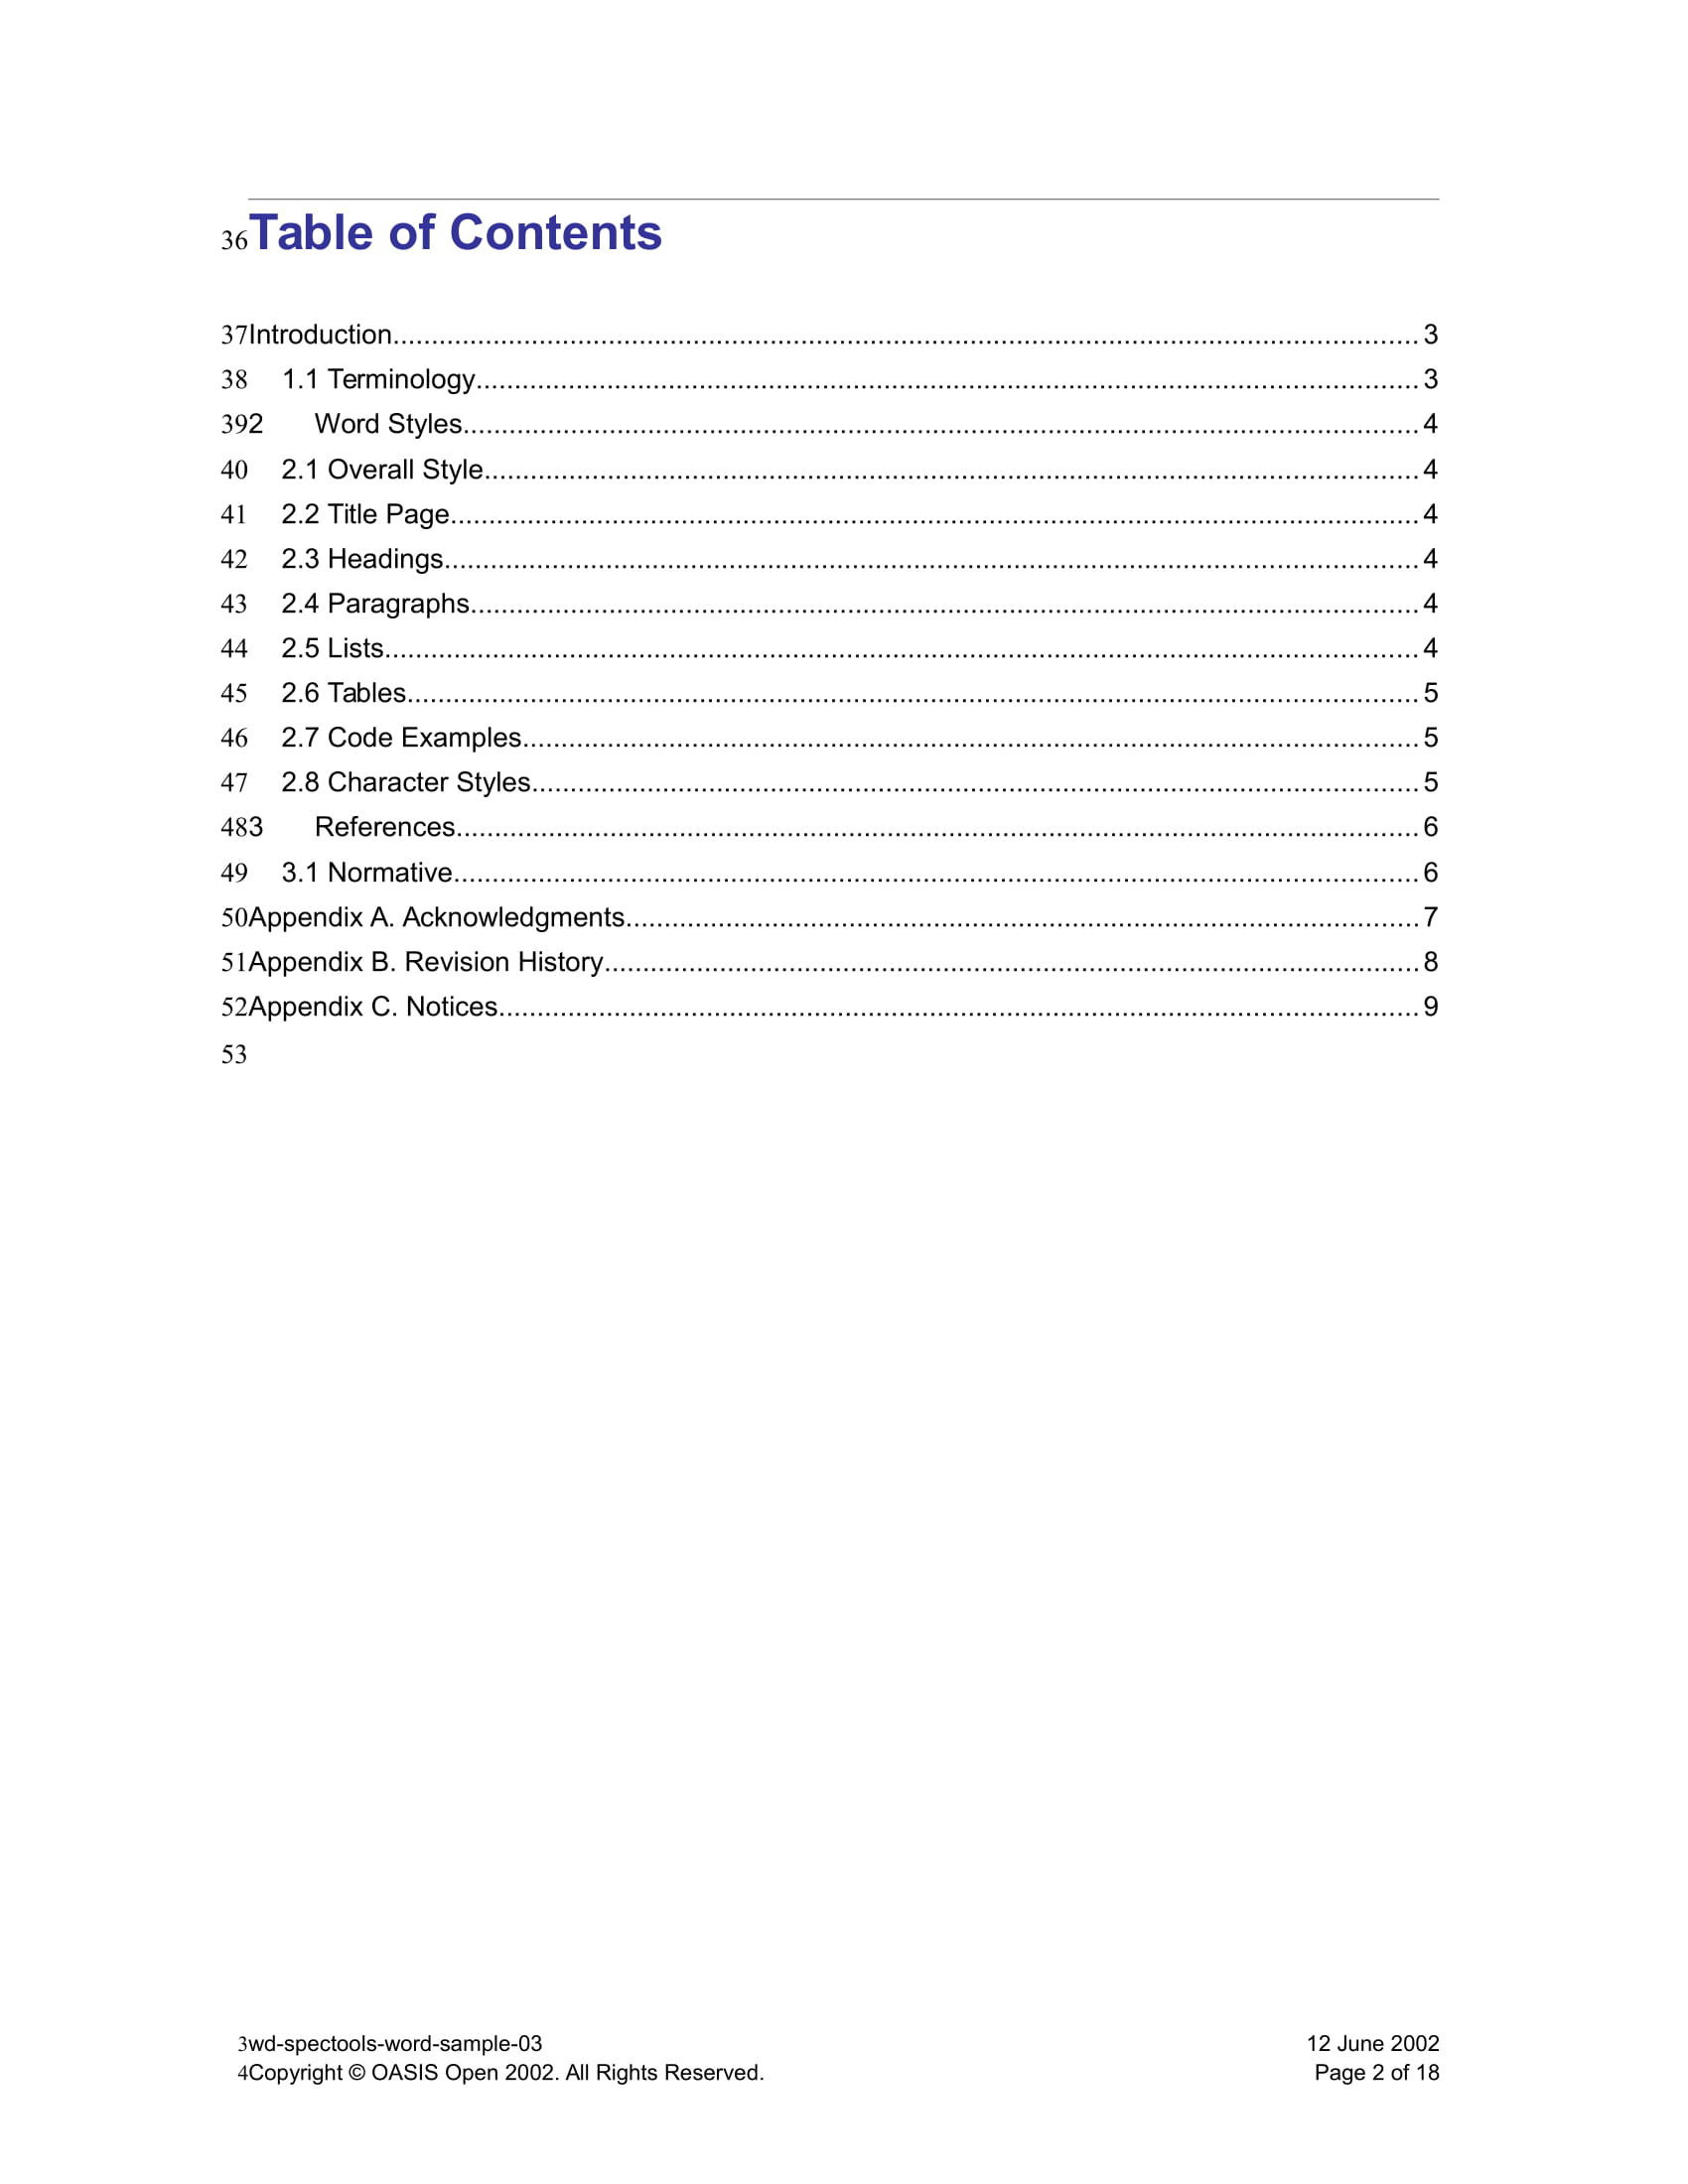 36Table of Contents
37Introduction........................................................................................................................................ 3
38 1.1 Terminology............................................................................................................................. 3
392 Word Styles............................................................................................................................... 4
40 2.1 Overall Style............................................................................................................................ 4
41 2.2 Title Page................................................................................................................................ 4
42 2.3 Headings................................................................................................................................. 4
43 2.4 Paragraphs.............................................................................................................................. 4
44 2.5 Lists......................................................................................................................................... 4
45 2.6 Tables...................................................................................................................................... 5
46 2.7 Code Examples....................................................................................................................... 5
47 2.8 Character Styles...................................................................................................................... 5
483 References................................................................................................................................ 6
49 3.1 Normative................................................................................................................................ 6
50Appendix A. Acknowledgments......................................................................................................... 7
51Appendix B. Revision History............................................................................................................ 8
52Appendix C. Notices.......................................................................................................................... 9
53
3wd-spectools-word-sample-03 12 June 2002
4Copyright © OASIS Open 2002. All Rights Reserved. Page 2 of 18